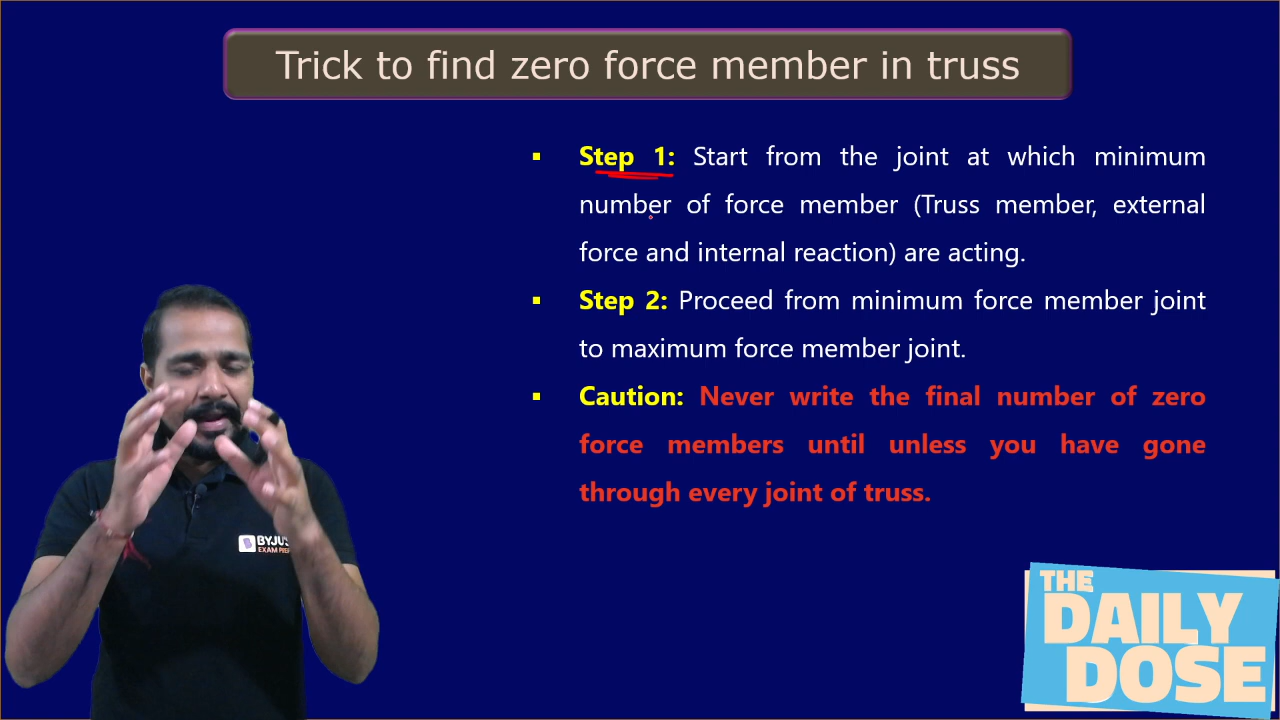 Trick to find zero force member in truss
Step 1: Start from the joint at which minimum
number of force member (Truss member, external
force and internal reaction) are acting.
Step 2: Proceed from minimum force member joint
to maximum force member joint.
Caution: Never write the final number of zero
force members until unless you have gone
through every joint of truss.
BYJUS
EXAM PREP
THE
DAILY
DOSE